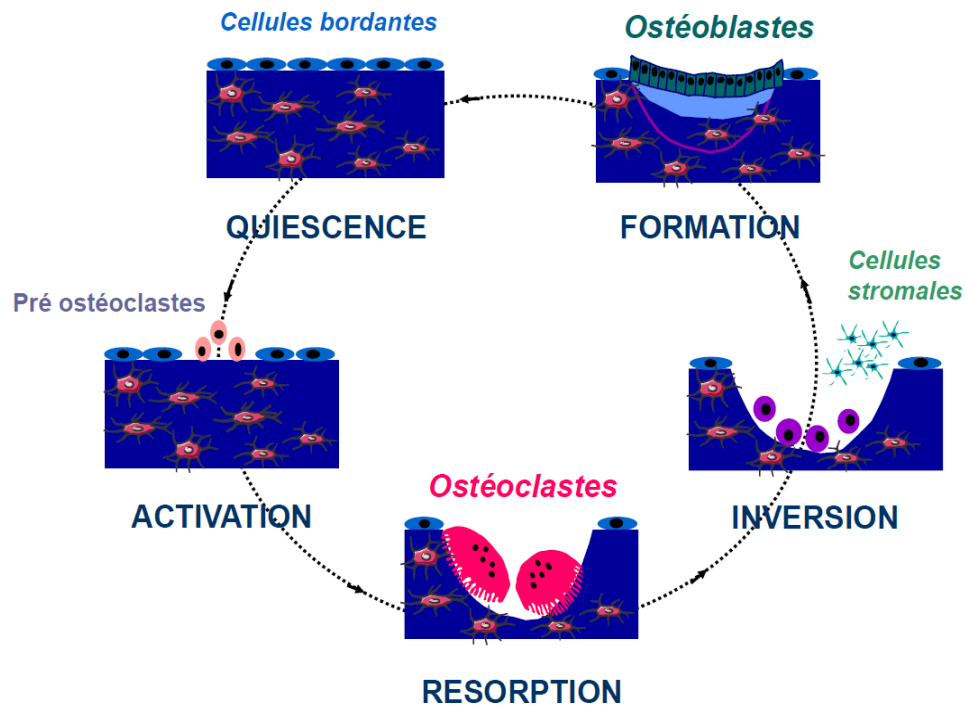 Cellules bordantes
Ostéoblastes
QUIESCENCE
FORMATION
Cellules
stromales
Pré ostéoclastes
ACTIVATION
Ostéoclastes
INVERSION
RESORPTION